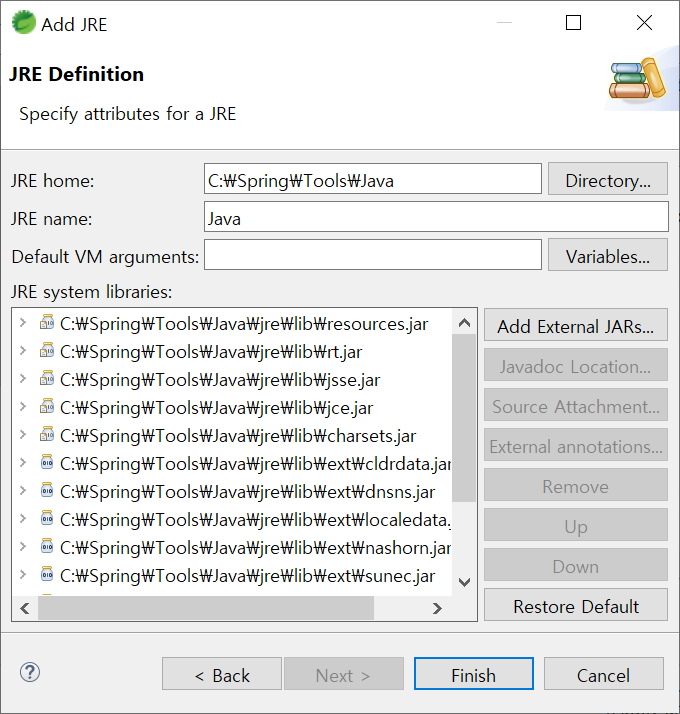 Add JRE
JRE Definition
Specify attributes for a JRE
JRE home:
C:₩Spring₩Tools₩Java
Directory...
JRE name:
Java
Default VM arguments:
Variables...
JRE system libraries:
C:₩Spring₩Tools₩Java₩jre₩lib₩resources.jar
C:₩Spring₩Tools₩Java₩jre₩lib₩rt.jar
C:₩Spring₩Tools₩Java₩jre₩lib₩jsse.jar
C:₩Spring₩Tools₩Java₩jre₩lib₩jce.jar
C:₩Spring₩Tools₩Java₩jre₩lib₩charsets.jar
C:₩Spring₩Tools₩Java₩jre₩lib₩ext₩cldrdata.jar
C:₩Spring₩Tools₩Java₩jre₩lib₩ext₩dnsns.jar
C:₩Spring₩Tools₩Java₩jre₩lib₩ext₩localedata.
C:₩Spring₩Tools₩Java₩jre₩lib₩ext₩nashorn.jar
C:₩Spring₩Tools₩Java₩jre₩lib₩ext₩sunec.jar
Add External JARs...
Javadoc Location...
Source Attachment...
External annotations...
Remove
Up
Down
Restore Default
?
< Back
Next >
Finish
Cancel